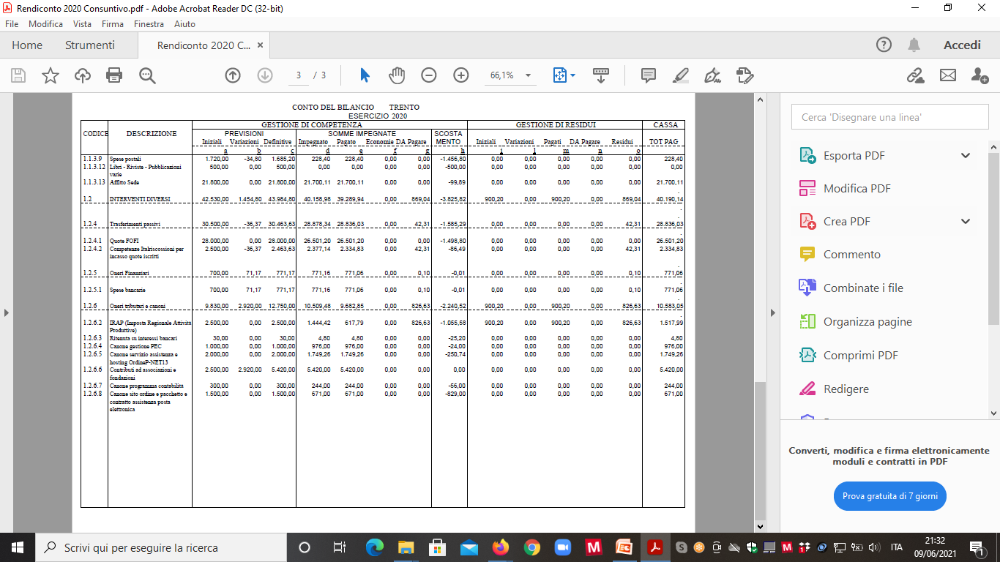 Rendiconto 2020 Consuntivo.pdf - Adobe Acrobat Reader DC (32-bit)
File Modifica Vista Firma Finestra Aiuto
Home Strumenti Rendiconto 2020 C... × Accedi
3 / 3 66,1%
CONTO DEL BILANCIO TRENTO
ESERCIZIO 2020
GESTIONE DI COMPETENZA GESTIONE DI RESIDUI CASSA
CODICE DESCRIZIONE PREVISIONI SOMME IMPEGNATE SCOSTA
Iniziali Variazioni Definitive Impegnato Pagato Economie DA Pagare MENTO Iniziali Variazioni Pagati DA Pagare Residui TOT PAG
a b c d e f g h i l m n o
1.1.3.9 Spese postali 1.720,00 -34,80 1.685,20 228,40 228,40 0,00 0,00 -1.456,80 0,00 0,00 0,00 0,00 0,00 228,40
1.1.3.12 Libri - Riviste - Pubblicazioni 500,00 0,00 500,00 0,00 0,00 0,00 0,00 -500,00 0,00 0,00 0,00 0,00 0,00 0,00
varie
1.1.3.13 Affitto Sede 21.800,00 0,00 21.800,00 21.700,11 21.700,11 0,00 0,00 -99,89 0,00 0,00 0,00 0,00 0,00 21.700,11
1.2 INTERVENTI DIVERSI 42.530,00 1.454,80 43.984,80 40.158,98 39.289,94 0,00 869,04 -3.825,82 900,20 0,00 900,20 0,00 869,04 40.190,14
1.2.4 Trasferimenti passivi 30.500,00 -36,37 30.463,63 28.878,34 28.836,03 0,00 42,31 -1.585,29 0,00 0,00 0,00 0,00 42,31 28.836,03
1.2.4.1 Quote FOFI 28.000,00 0,00 28.000,00 26.501,20 26.501,20 0,00 0,00 -1.498,80 0,00 0,00 0,00 0,00 0,00 26.501,20
1.2.4.2 Competenze Italriscossioni per 2.500,00 -36,37 2.463,63 2.377,14 2.334,83 0,00 42,31 -86,49 0,00 0,00 0,00 0,00 42,31 2.334,83
incasso quote iscritti
1.2.5 Oneri Finanziari 700,00 71,17 771,17 771,16 771,06 0,00 0,10 -0,01 0,00 0,00 0,00 0,00 0,10 771,06
1.2.5.1 Spese bancarie 700,00 71,17 771,17 771,16 771,06 0,00 0,10 -0,01 0,00 0,00 0,00 0,00 0,10 771,06
1.2.6 Oneri tributari e canoni 9.830,00 2.920,00 12.750,00 10.509,48 9.682,85 0,00 826,63 -2.240,52 900,20 0,00 900,20 0,00 826,63 10.583,05
1.2.6.2 IRAP (Imposta Regionale Attivita 2.500,00 0,00 2.500,00 1.444,42 617,79 0,00 826,63 -1.055,58 900,20 0,00 900,20 0,00 826,63 1.517,99
Produttive)
1.2.6.3 Ritenuta su interessi bancari 30,00 0,00 30,00 4,80 4,80 0,00 0,00 -25,20 0,00 0,00 0,00 0,00 0,00 4,80
1.2.6.4 Canone gestione PEC 1.000,00 0,00 1.000,00 976,00 976,00 0,00 0,00 -24,00 0,00 0,00 0,00 0,00 0,00 976,00
1.2.6.5 Canone servizio assistenza e 2.000,00 0,00 2.000,00 1.749,26 1.749,26 0,00 0,00 -250,74 0,00 0,00 0,00 0,00 0,00 1.749,26
hosting OrdineP-NET13
1.2.6.6 Contributi ad associazioni e 2.500,00 2.920,00 5.420,00 5.420,00 5.420,00 0,00 0,00 0,00 0,00 0,00 0,00 0,00 0,00 5.420,00
fondazioni
1.2.6.7 Canone programma contabilità 300,00 0,00 300,00 244,00 244,00 0,00 0,00 -56,00 0,00 0,00 0,00 0,00 0,00 244,00
1.2.6.8 Canone sito ordine e pacchetto e 1.500,00 0,00 1.500,00 671,00 671,00 0,00 0,00 -829,00 0,00 0,00 0,00 0,00 0,00 671,00
contratto assistenza posta
elettronica
Cerca 'Disegnare una linea'
Esporta PDF
Modifica PDF
Crea PDF
Commento
Combinate i file
Organizza pagine
Comprimi PDF
Redigere
Converti, modifica e firma elettronicamente
moduli e contratti in PDF
Prova gratuita di 7 giorni
Scrivi qui per eseguire la ricerca
ITA
21:32
09/06/2021
1